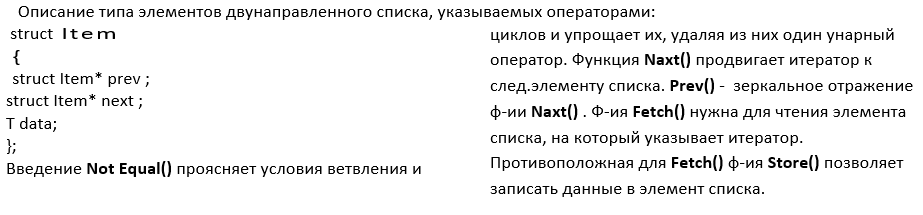 Описание типа элементов двунаправленного списка, указываемых операторами:
struct Item
{
struct Item* prev ;
struct Item* next ;
T data;
};
Введение Not Equal() проясняет условия ветвления и
циклов и упрощает их, удаляя из них один унарный
оператор. Функция Naxt() продвигает итератор к
след.элементу списка. Prev() - зеркальное отражение
ф-ии Naxt() . Ф-ия Fetch() нужна для чтения элемента
списка, на который указывает итератор.
Противоположная для Fetch() ф-ия Store() позволяет
записать данные в элемент списка.